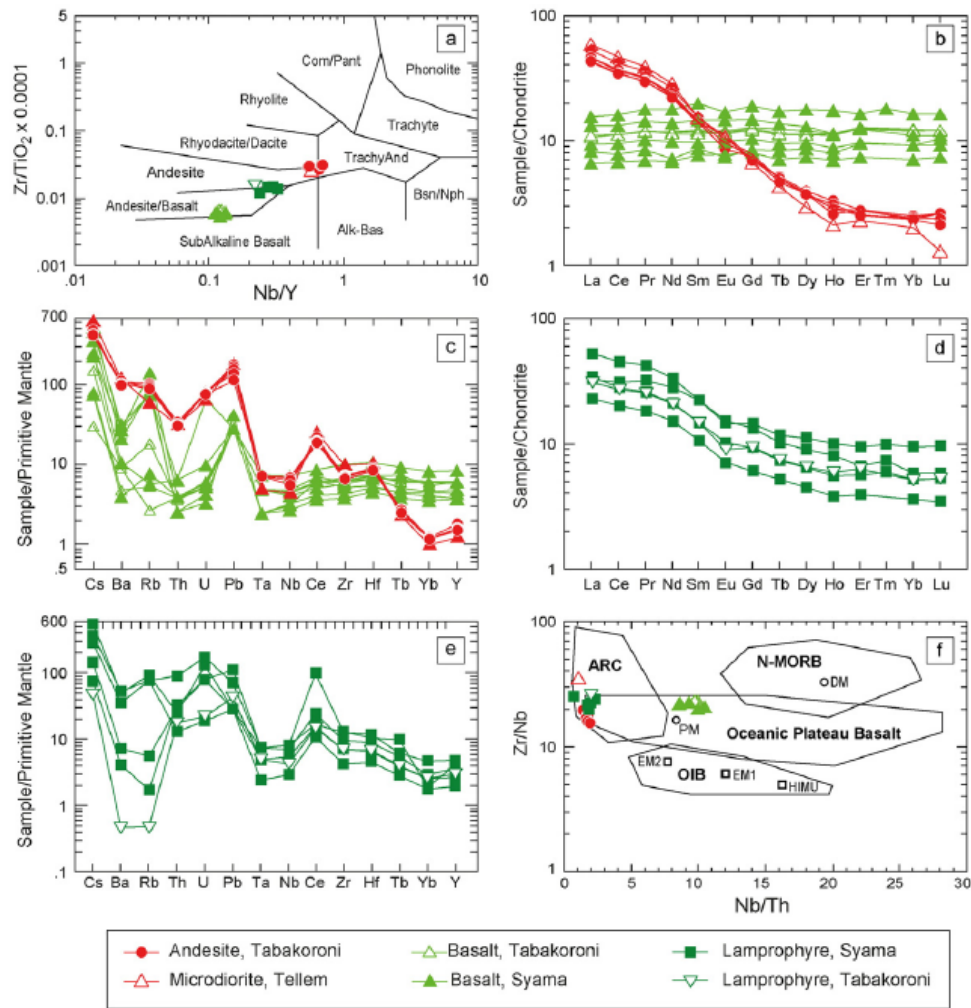 a
Zr/TiO2 x 0.0001
5
1
0.1
0.01
.001
0.1
1
10
Nb/Y
Com/Pant
Phonolite
Rhyolite
Trachyte
Rhyodacite/Dacite
TrachyAnd
Andesite
Bsn/Nph
Andesite/Basalt
SubAlkaline Basalt
Alk-Bas
b
Sample/Chondrite
100
10
1
La Ce Pr Nd Sm Eu Gd Tb Dy Ho Er Tm Yb Lu
c
Sample/Primitive Mantle
700
100
10
1
.5
Cs Ba Rb Th U Pb Ta Nb Ce Zr Hf Tb Yb Y
d
Sample/Chondrite
100
10
1
La Ce Pr Nd Sm Eu Gd Tb Dy Ho Er Tm Yb Lu
e
Sample/Primitive Mantle
600
100
10
1
.1
Cs Ba Rb Th U Pb Ta Nb Ce Zr Hf Tb Yb Y
f
Zr/Nb
100
10
1
ARC
N-MORB
DM
PM
Oceanic Plateau Basalt
EM2
OIB
EM1
HIMU
0 5 10 15 20 25 30
Nb/Th
Andesite, Tabakoroni
Basalt, Tabakoroni
Lamprophyre, Syama
Microdiorite, Tellem
Basalt, Syama
Lamprophyre, Tabakoroni